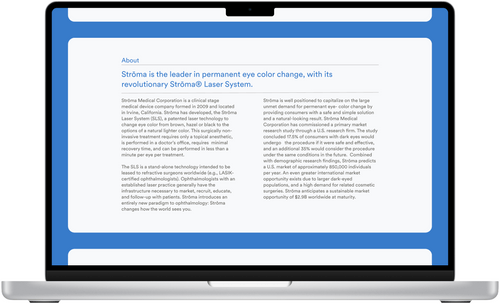 About
Strōma is the leader in permanent eye color change, with its
revolutionary Strōma® Laser System.
Strōma Medical Corporation is a clinical stage
medical device company formed in 2009 and located
in Irvine, California. Strōma has developed, the Strōma
Laser System (SLS), a patented laser technology to
change eye color from brown, hazel or black to the
options of a natural lighter color. This surgically non-
invasive treatment requires only a topical anesthetic,
is performed in a doctor's office, requires minimal
recovery time, and can be performed in less than a
minute per eye per treatment.
The SLS is a stand-alone technology intended to be
leased to refractive surgeons worldwide (e.g., LASIK-
certified ophthalmologists). Ophthalmologists with an
established laser practice generally have the
infrastructure necessary to market, recruit, educate,
and follow-up with patients. Strōma introduces an
entirely new paradigm to ophthalmology: Strōma
changes how the world sees you.
Strōma is well positioned to capitalize on the large
unmet demand for permanent eye- color change by
providing consumers with a safe and simple solution
and a natural-looking result. Strōma Medical
Corporation has commissioned a primary market
research study through a U.S. research firm. The study
concluded 17.5% of consumers with dark eyes would
undergo the procedure if it were safe and effective,
and an additional 33% would consider the procedure
under the same conditions in the future. Combined
with demographic research findings, Strōma predicts
a U.S. market of approximately 890,000 individuals
per year. An even greater international market
opportunity exists due to larger dark-eyed
populations, and a high demand for related cosmetic
surgeries. Strōma anticipates a sustainable market
opportunity of $2.9B worldwide at maturity.